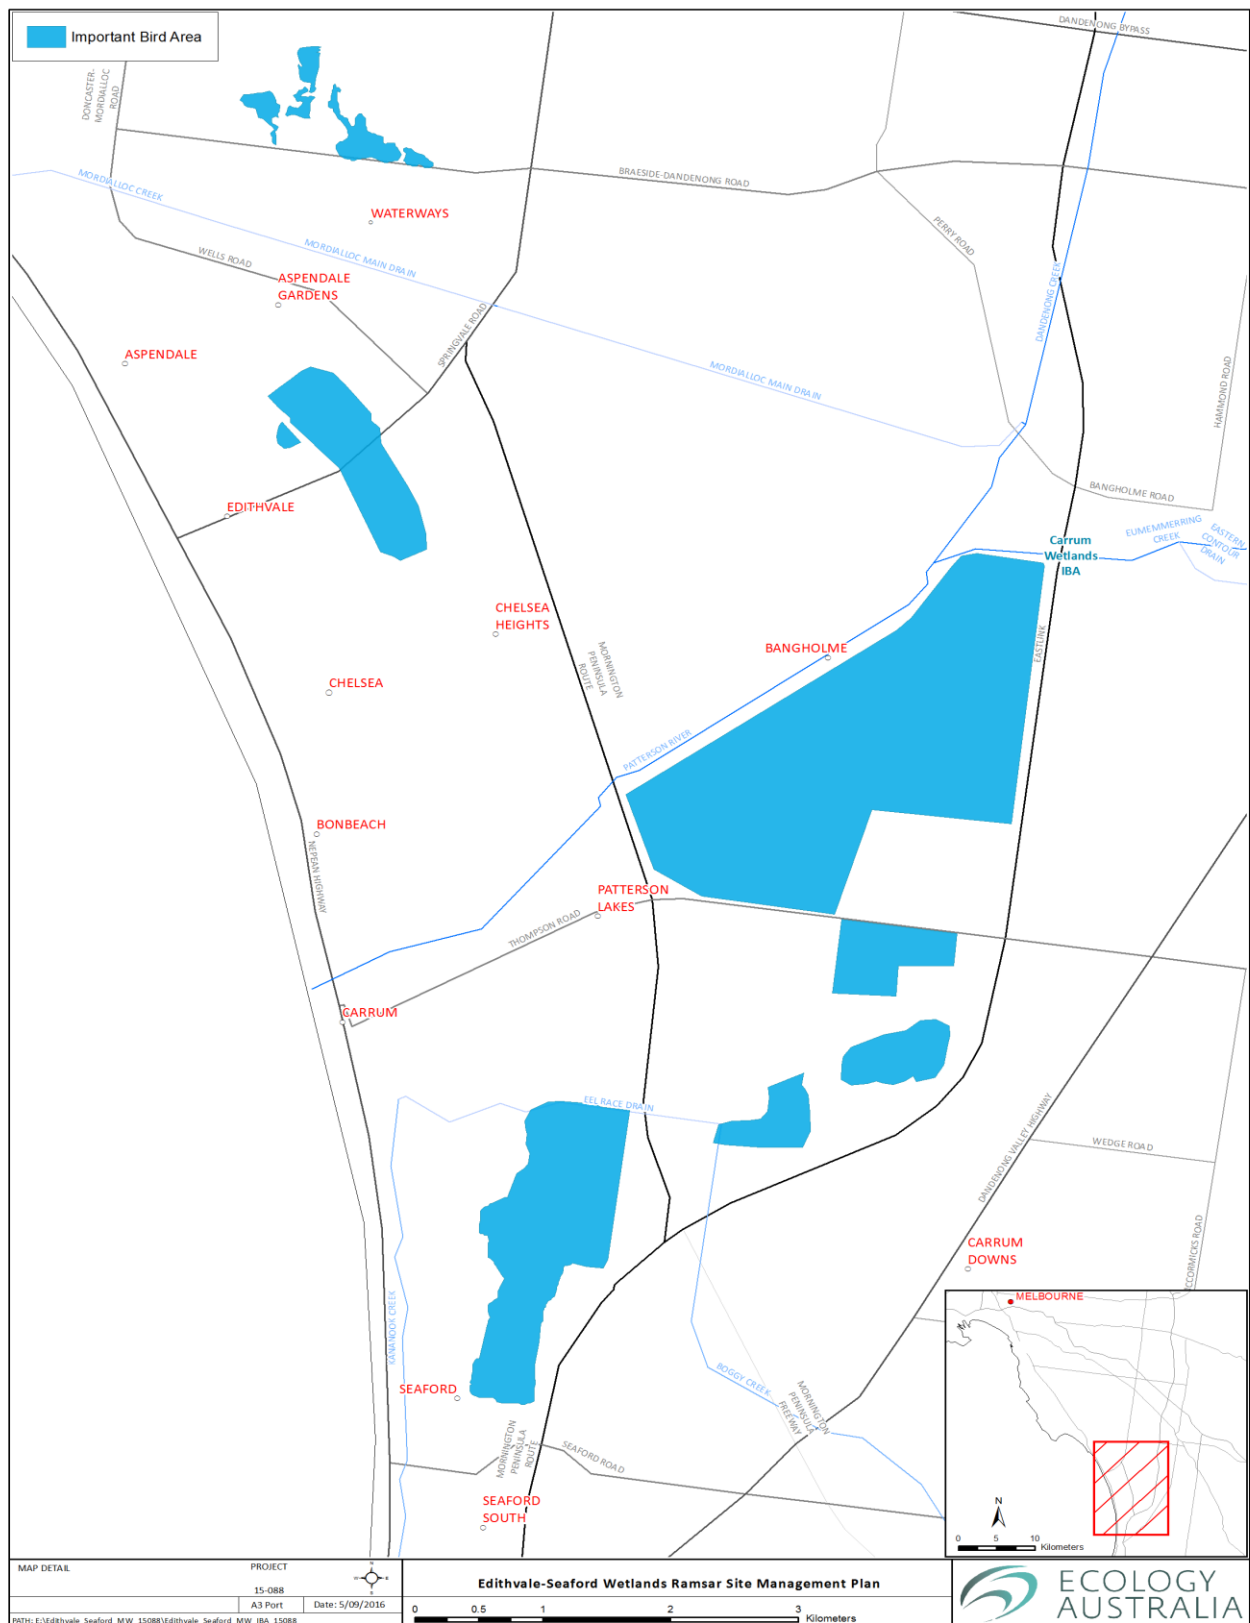 Important Bird Area
DANDENONG BYPASS
DONCASTER-
MORDIALLOC
ROAD
BRAESIDE-DANDENONG ROAD
MORDIALLOC CREEK
WATERWAYS
PERRY ROAD
WELLS ROAD
MORDIALLOC MAIN DRAIN
ASPENDALE
GARDENS
DANDENONG CREEK
SPRINGVALE ROAD
ASPENDALE
MORDIALLOC MAIN DRAIN
HAMMOND ROAD
BANGHOLME ROAD
EDITHVALE
EUMEMMERRING
CREEK
EASTERN
CONTOUR
DRAIN
Carrum
Wetlands
IBA
CHELSEA
HEIGHTS
BANGHOLME
EASTLINK
MORNINGTON
PENINSULA
ROUTE
CHELSEA
PATTERSON RIVER
BONBEACH
NEPEAN HIGHWAY
PATTERSON
LAKES
THOMPSON ROAD
CARRUM
EEL RACE DRAIN
DANDENONG VALLEY HIGHWAY
WEDGE ROAD
CARRUM
DOWNS
CCORMICKS ROAD
KANANOOK CREEK
SEAFORD
BOGGY CREEK
MORNINGTON
PENINSULA
FREEWAY
MORNINGTON
PENINSULA
ROUTE
SEAFORD ROAD
SEAFORD
SOUTH
MELBOURNE
N
0 5 10
Kilometers
MAP DETAIL
PROJECT
15-088
A3 Port
Date: 5/09/2016
PATH: E:\Edithvale_Seaford_MW_15088\Edithvale_Seaford_MW_IBA_15088
Edithvale-Seaford Wetlands Ramsar Site Management Plan
0 0.5 1 2 3
Kilometers
ECOLOGY
AUSTRALIA